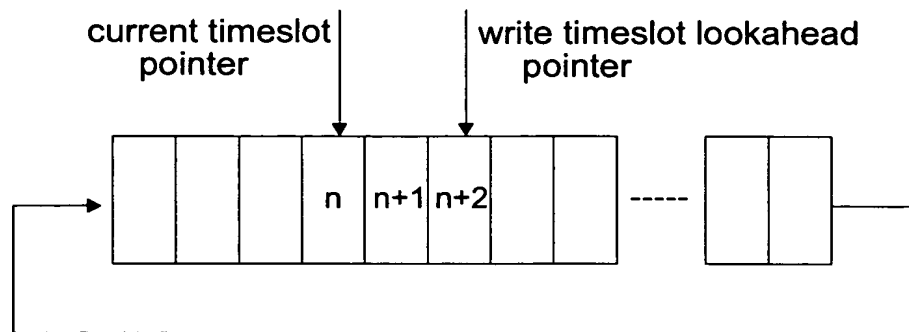 current timeslot
pointer
write timeslot lookahead
pointer
n n+1 n+2